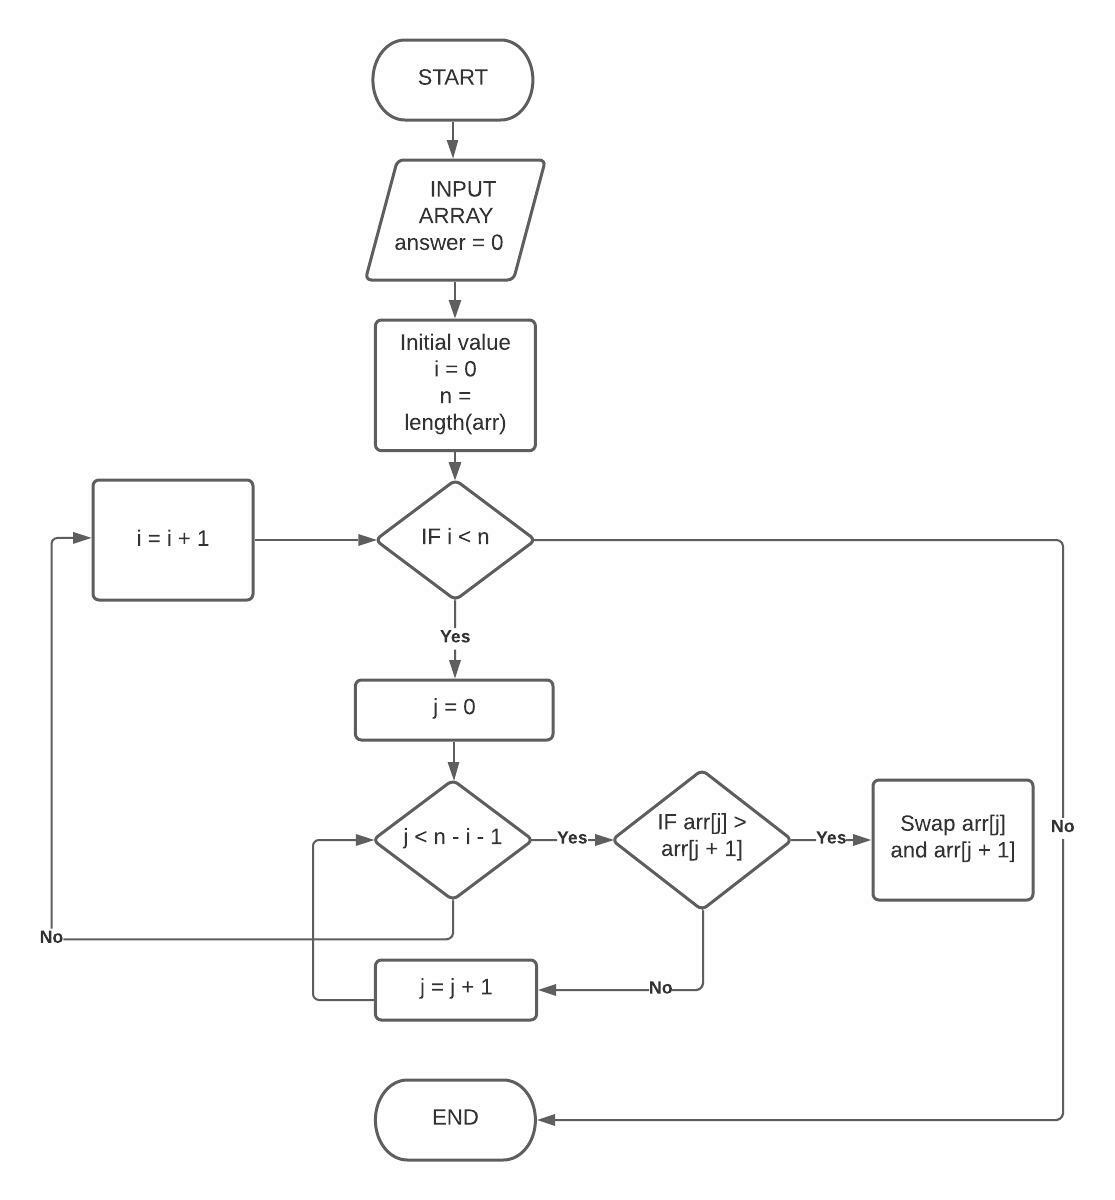 START
INPUT
ARRAY
answer = 0
Initial value
i = 0
n =
length(arr)
i = i + 1
IF i < n
Yes
j = 0
j < n - i - 1
Yes
IF arr[j] >
arr[j + 1]
Yes
Swap arr[j]
and arr[j + 1]
No
No
j = j + 1
No
END